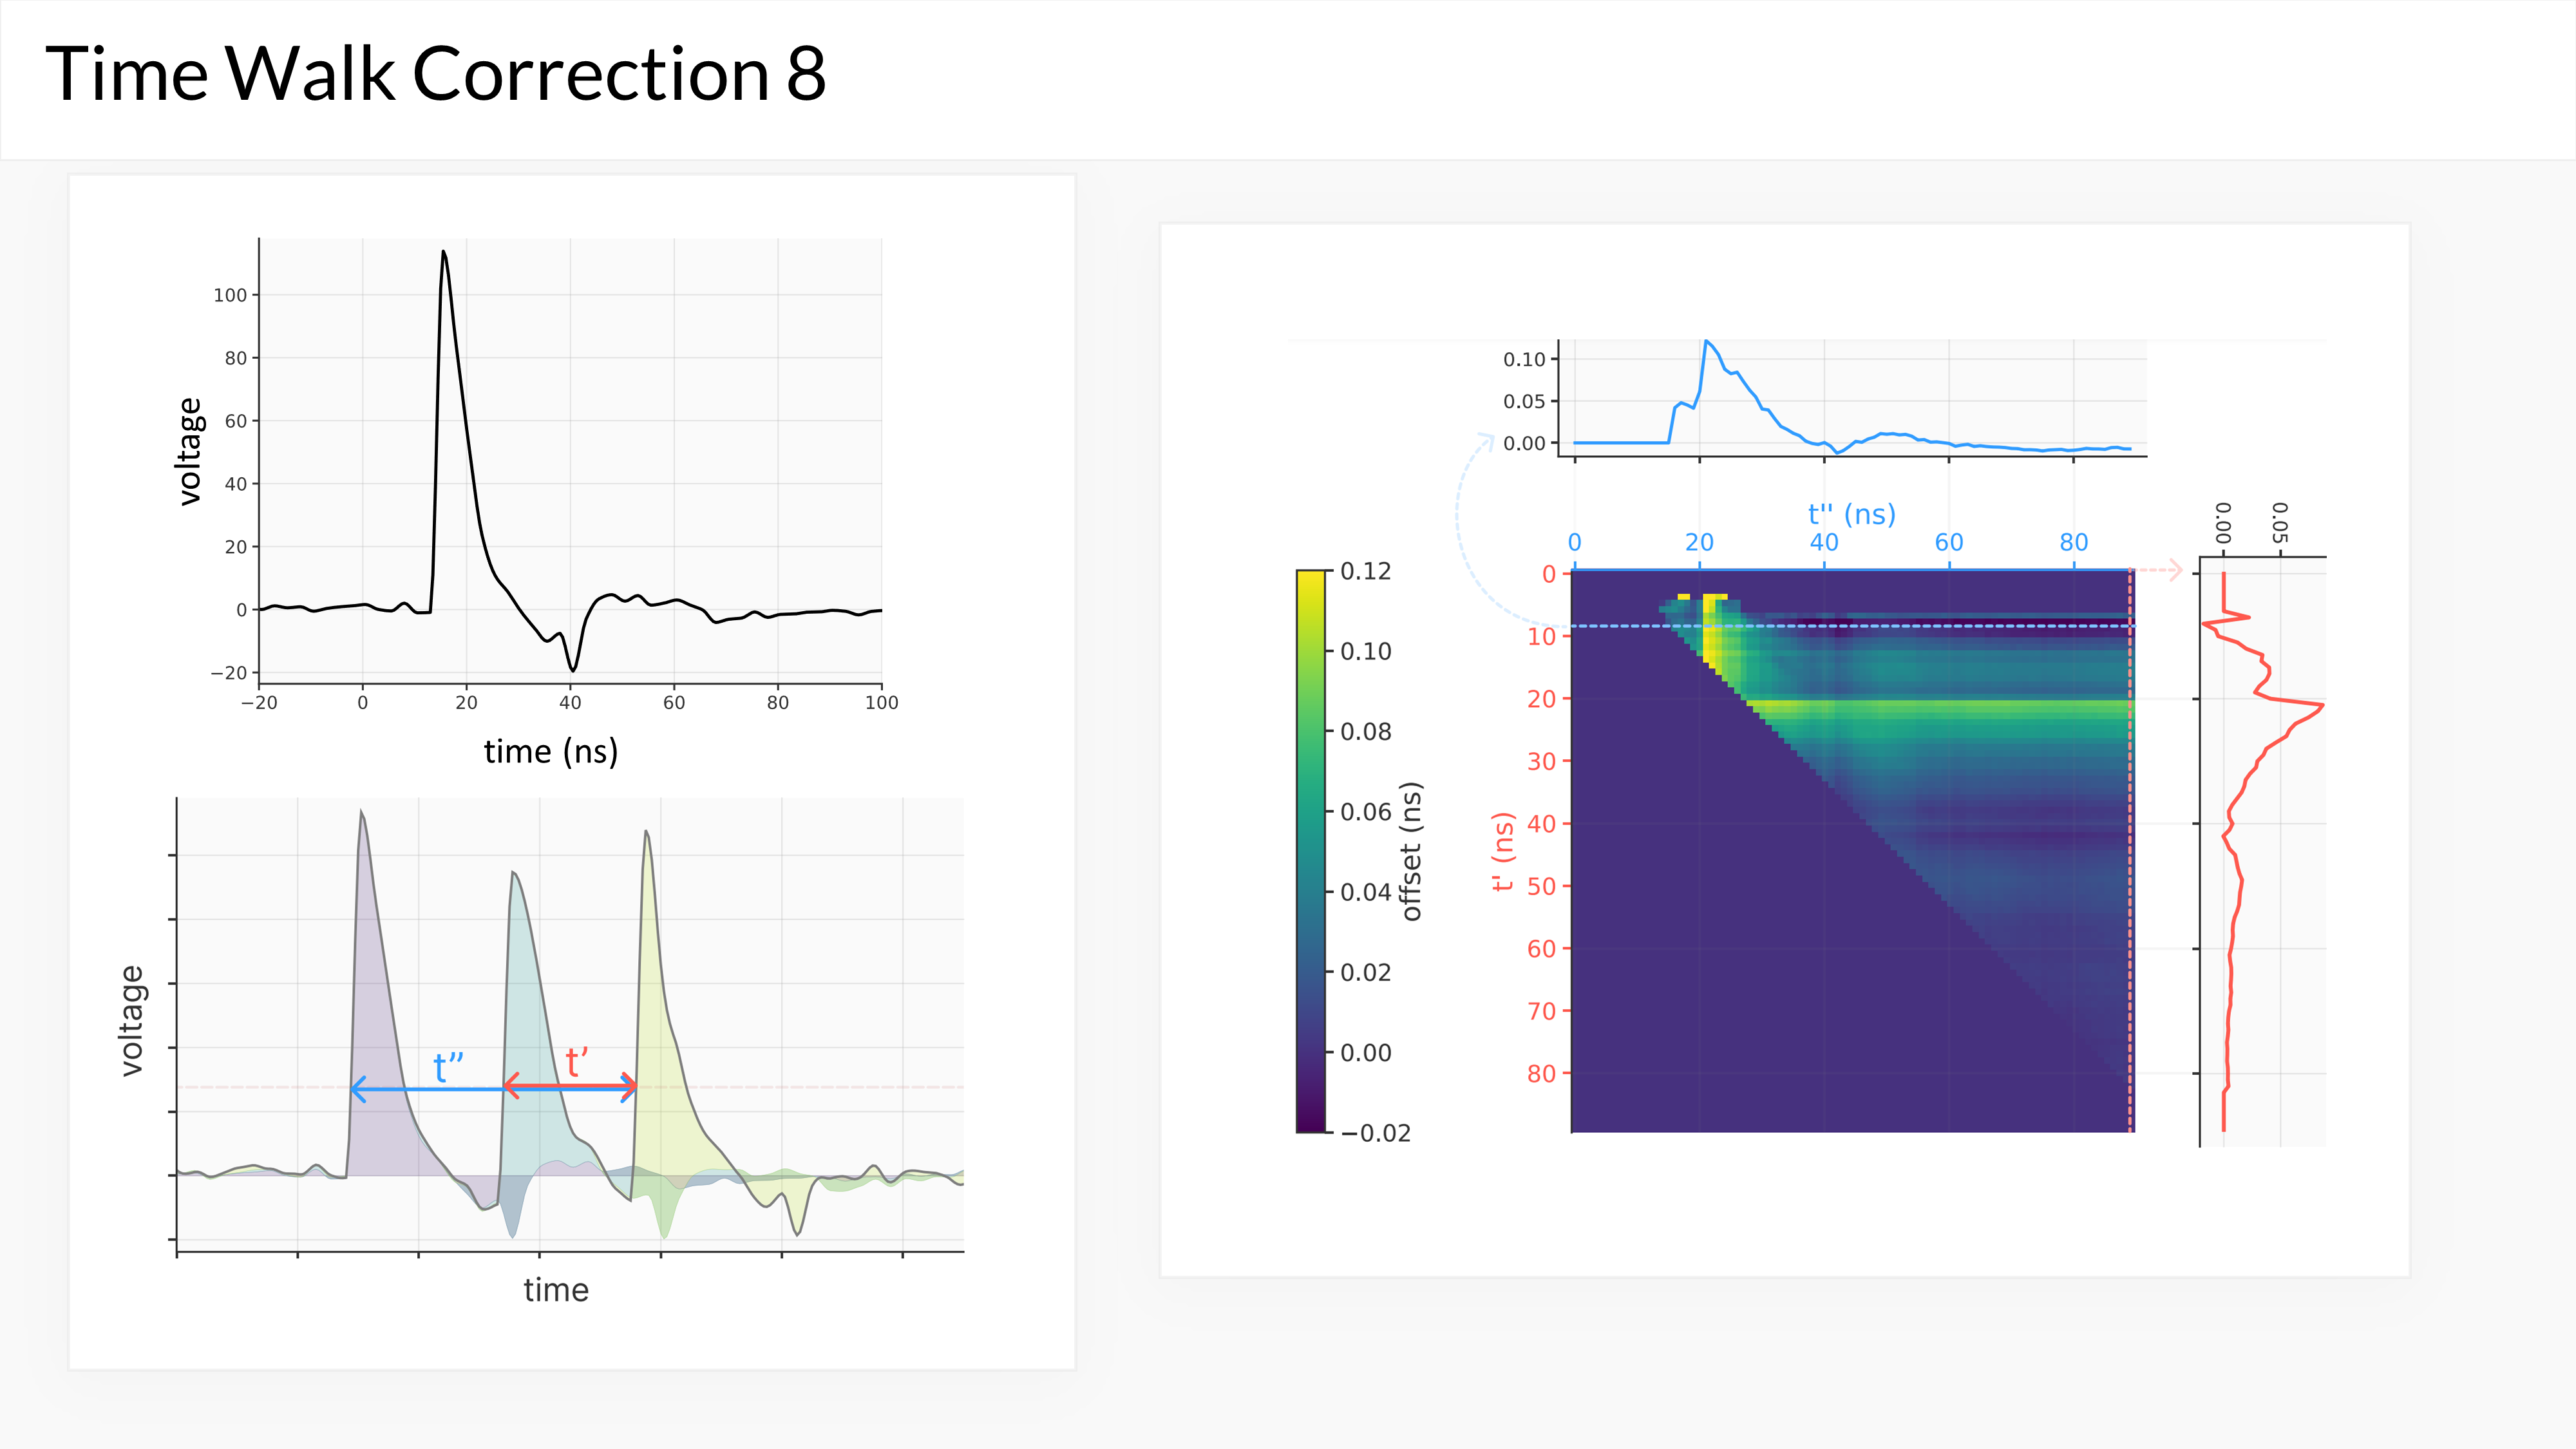 Time Walk Correction 8
voltage
100
80
60
40
20
0
−20
−20 0 20 40 60 80 100
time (ns)
voltage
t”
t’
time
0.10
0.05
0.00
t'' (ns)
0 20 40 60 80
0.00 0.05
0.12
0.10
0.08
0.06
0.04
0.02
0.00
−0.02
offset (ns)
t' (ns)
0
10
20
30
40
50
60
70
80